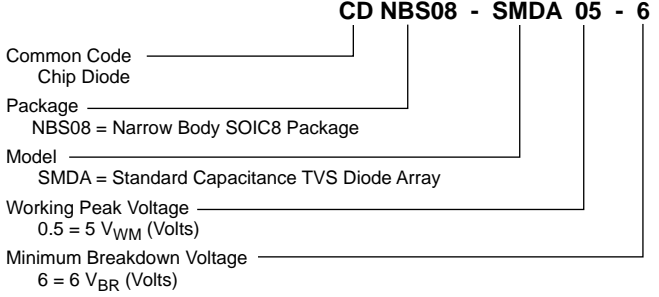 CD NBS08 - SMDA 05 - 6
Common Code
Chip Diode
Package
NBS08 = Narrow Body SOIC8 Package
Model
SMDA = Standard Capacitance TVS Diode Array
Working Peak Voltage
0.5 = 5 VWM (Volts)
Minimum Breakdown Voltage
6 = 6 VBR (Volts)